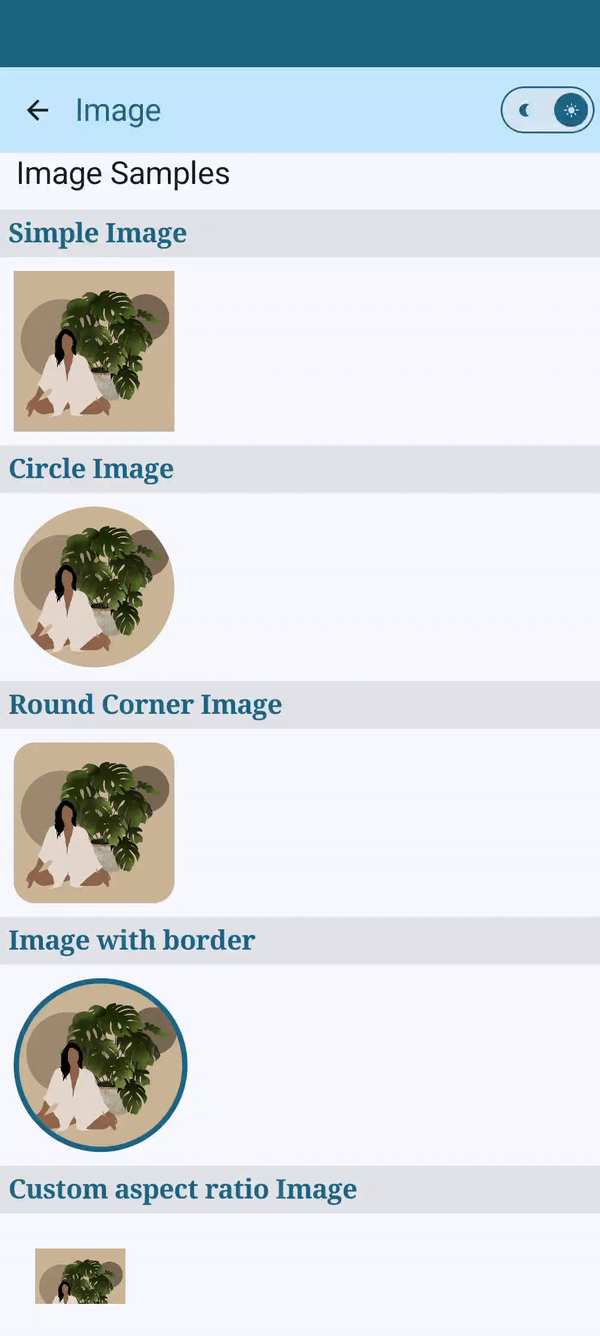 Image
Image Samples
Simple Image
Circle Image
Round Corner Image
Image with border
Custom aspect ratio Image